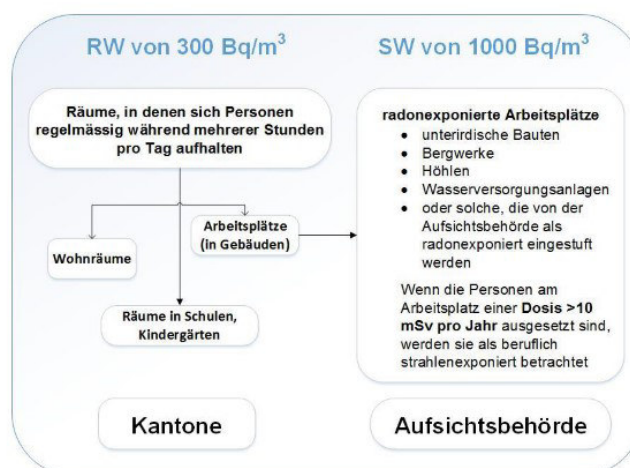 RW von 300 Bq/m³
Räume, in denen sich Personen
regelmässig während mehrerer Stunden
pro Tag aufhalten
Wohnräume
Arbeitsplätze
(in Gebäuden)
Räume in Schulen,
Kindergärten
Kantone
SW von 1000 Bq/m³
radonexponierte Arbeitsplätze
• unterirdische Bauten
• Bergwerke
• Höhlen
• Wasserversorgungsanlagen
• oder solche, die von der
Aufsichtsbehörde als
radonexponiert eingestuft
werden
Wenn die Personen am
Arbeitsplatz einer Dosis >10
mSv pro Jahr ausgesetzt sind,
werden sie als beruflich
strahlenexponiert betrachtet
Aufsichtsbehörde